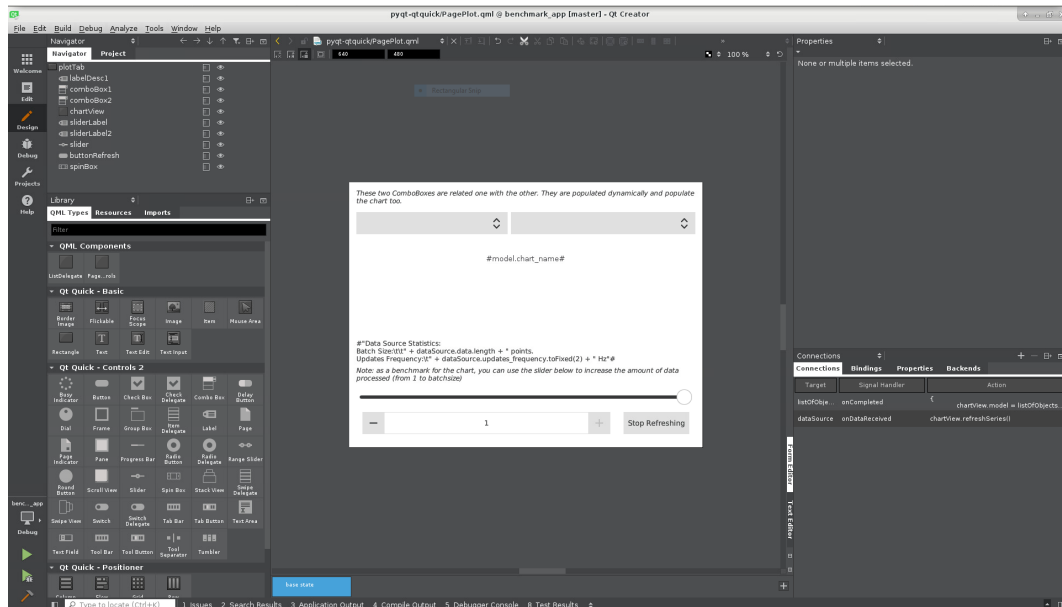 pyqt-qtquick/PagePlot.qml @ benchmark_app [master] - Qt Creator
File Edit Build Debug Analyze Tools Window Help
Navigator
pyqt-qtquick/PagePlot.qml
Properties
Navigator Project
640 480
100 %
None or multiple items selected.
Welcome
Edit
Design
Debug
Projects
Help
plotTab
labelDesc1
comboBox1
comboBox2
chartView
sliderLabel
sliderLabel2
slider
buttonRefresh
spinBox
Library
QML Types Resources Imports
Filter
QML Components
ListDelegate Page...rols
Qt Quick - Basic
Border Image
Flickable
Focus Scope
Image
Item
Mouse Area
Rectangle
Text
Text Edit
Text Input
Qt Quick - Controls 2
Busy Indicator
Button
Check Box
Check Delegate
Combo Box
Delay Button
Dial
Frame
Group Box
Item Delegate
Label
Page
Page Indicator
Pane
Progress Bar
Radio Button
Radio Delegate
Range Slider
Round Button
Scroll View
Slider
Spin Box
Stack View
Swipe Delegate
Swipe View
Switch
Switch Delegate
Tab Bar
Tab Button
Text Area
Text Field
Tool Bar
Tool Button
Tool Separator
Tumbler
Qt Quick - Positioner
Column
Flow
Grid
Row
benc..._app
Debug
Rectangular Snip
These two ComboBoxes are related one with the other. They are populated dynamically and populate
the chart too.
#model.chart_name#
#"Data Source Statistics:
Batch Size:\t\t" + dataSource.data.length + " points.
Updates Frequency:\t" + dataSource.updates_frequency.toFixed(2) + " Hz"#
Note: as a benchmark for the chart, you can use the slider below to increase the amount of data
processed (from 1 to batchsize)
1
Stop Refreshing
base state
Form Editor
Text Editor
Connections
Connections Bindings Properties Backends
Target Signal Handler Action
listOfObje... onCompleted { chartView.model = listOfObjects...
dataSource onDataReceived chartView.refreshSeries()
Type to locate (Ctrl+K) 1 Issues 2 Search Results 3 Application Output 4 Compile Output 5 Debugger Console 8 Test Results